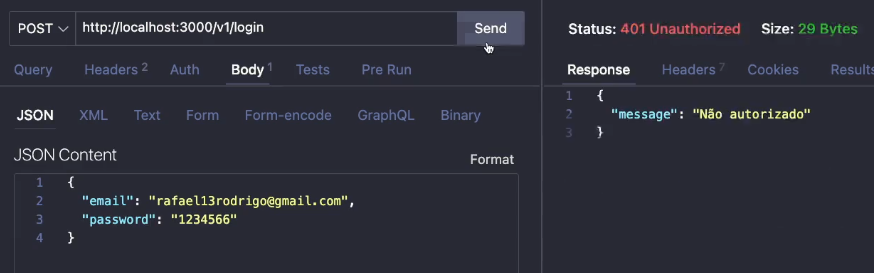 POST http://localhost:3000/v1/login Send
Query Headers 2 Auth Body 1 Tests Pre Run
JSON XML Text Form Form-encode GraphQL Binary
JSON Content
Format
1 {
2 "email": "rafael13rodrigo@gmail.com",
3 "password": "1234566"
4 }
Status: 401 Unauthorized Size: 29 Bytes
Response Headers 7 Cookies Results
1 {
2 "message": "Não autorizado"
3 }